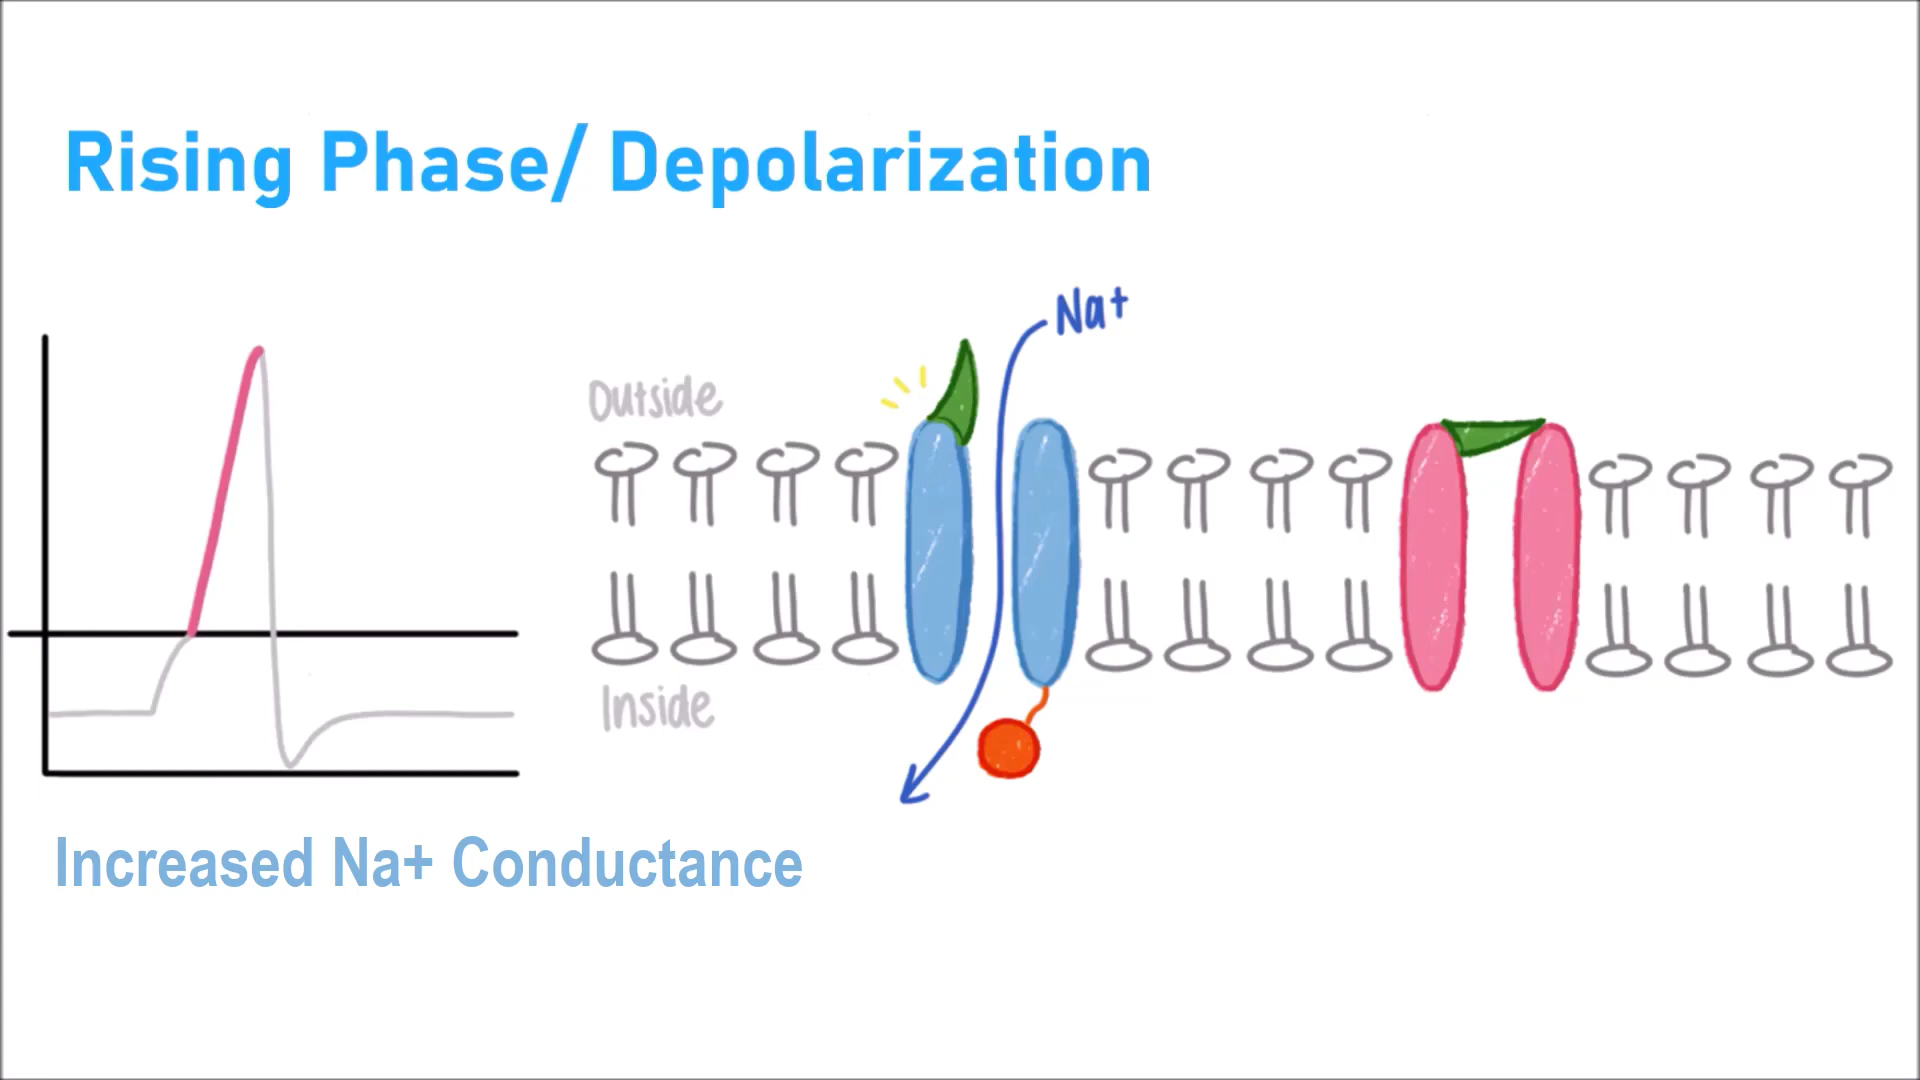 Rising Phase/ Depolarization
Na+
Outside
Inside
Increased Na+ Conductance